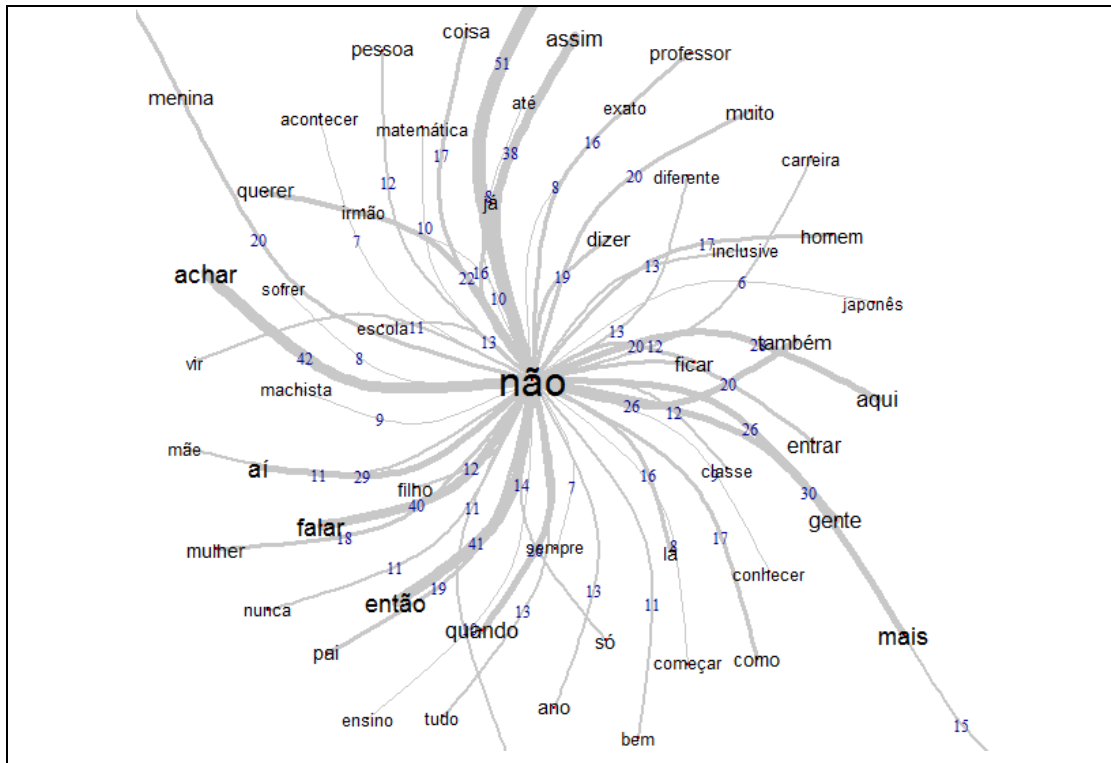 coisa
pessoa
51
assim
professor
menina
até
exato
muito
acontecer
matemática
17
38
16
carreira
12
20
diferente
8
querer
irmão
8
já
10
dizer
homem
17
inclusive
20
7
achar
16
22
19
13
6
sofrer
10
japonês
escola
11
13
13
42
8
20
12
também
vir
não
ficar
machista
20
aqui
9
26
12
26
entrar
mãe
aí
11
29
12
16
classe
filho
14
7
30
40
11
gente
falar
18
mulher
41
sempre
8
17
lá
11
conhecer
19
13
nunca
então
13
11
quando
só
mais
pai
começar
como
ensino
tudo
ano
bem
15